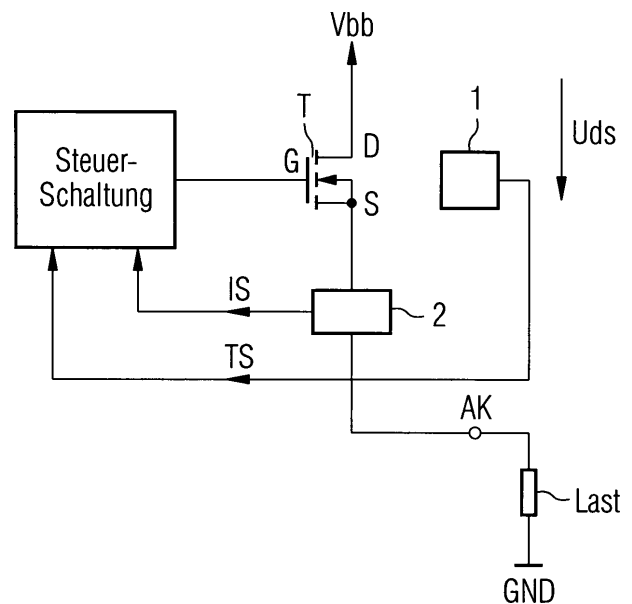 Vbb
T
1
D
G
Uds
Steuer-
Schaltung
S
IS
2
TS
AK
Last
GND